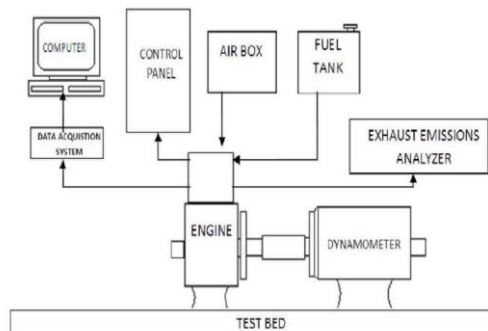 COMPUTER
CONTROL
PANEL
AIR BOX
FUEL
TANK
DATA ACQUISTION
SYSTEM
EXHAUST EMISSIONS
ANALYZER
ENGINE
DYNAMOMETER
TEST BED